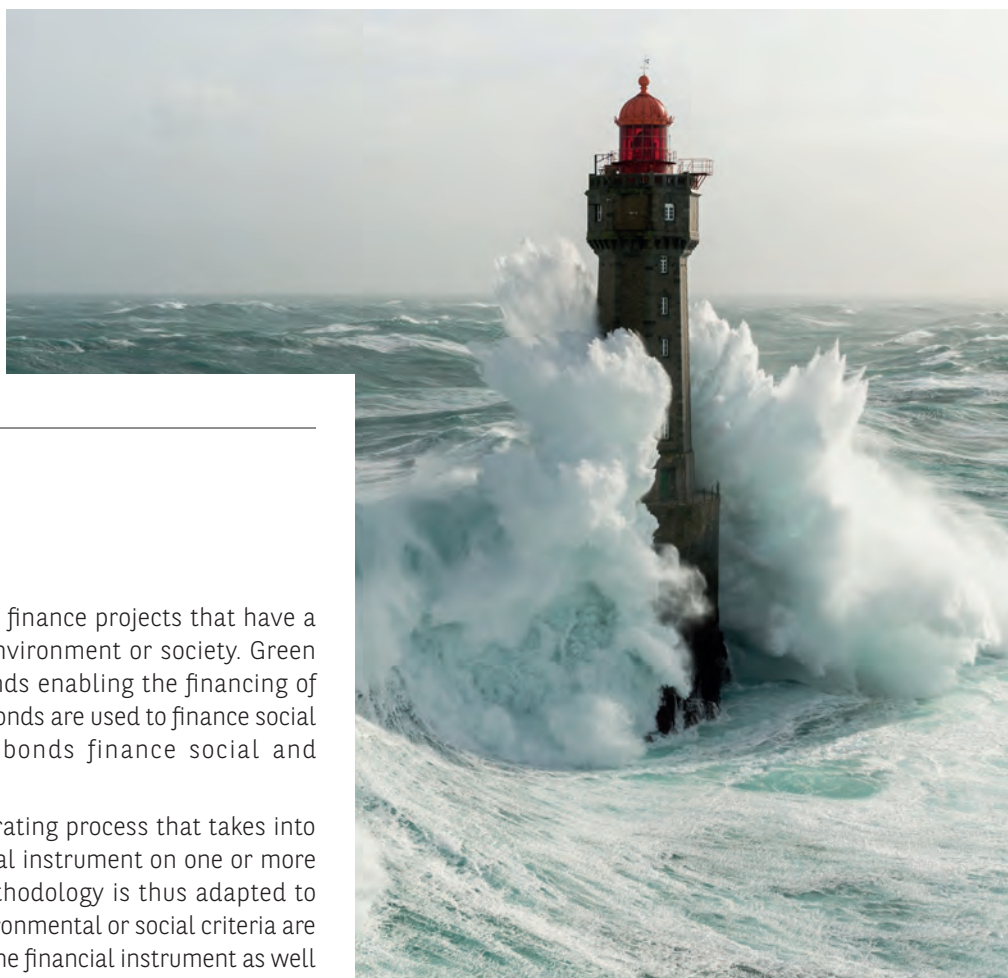 finance projects that have a
nvironment or society. Green
nds enabling the financing of
onds are used to finance social
bonds finance social and
rating process that takes into
al instrument on one or more
thodology is thus adapted to
ronmental or social criteria are
he financial instrument as well